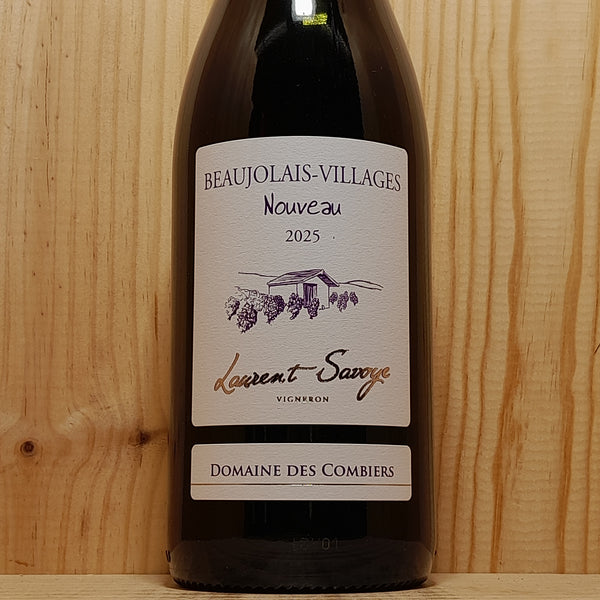 BEAUJOLAIS-VILLAGES
Nouveau
2025
Laurent Savoye
VIGNERON
DOMAINE DES COMBIERS